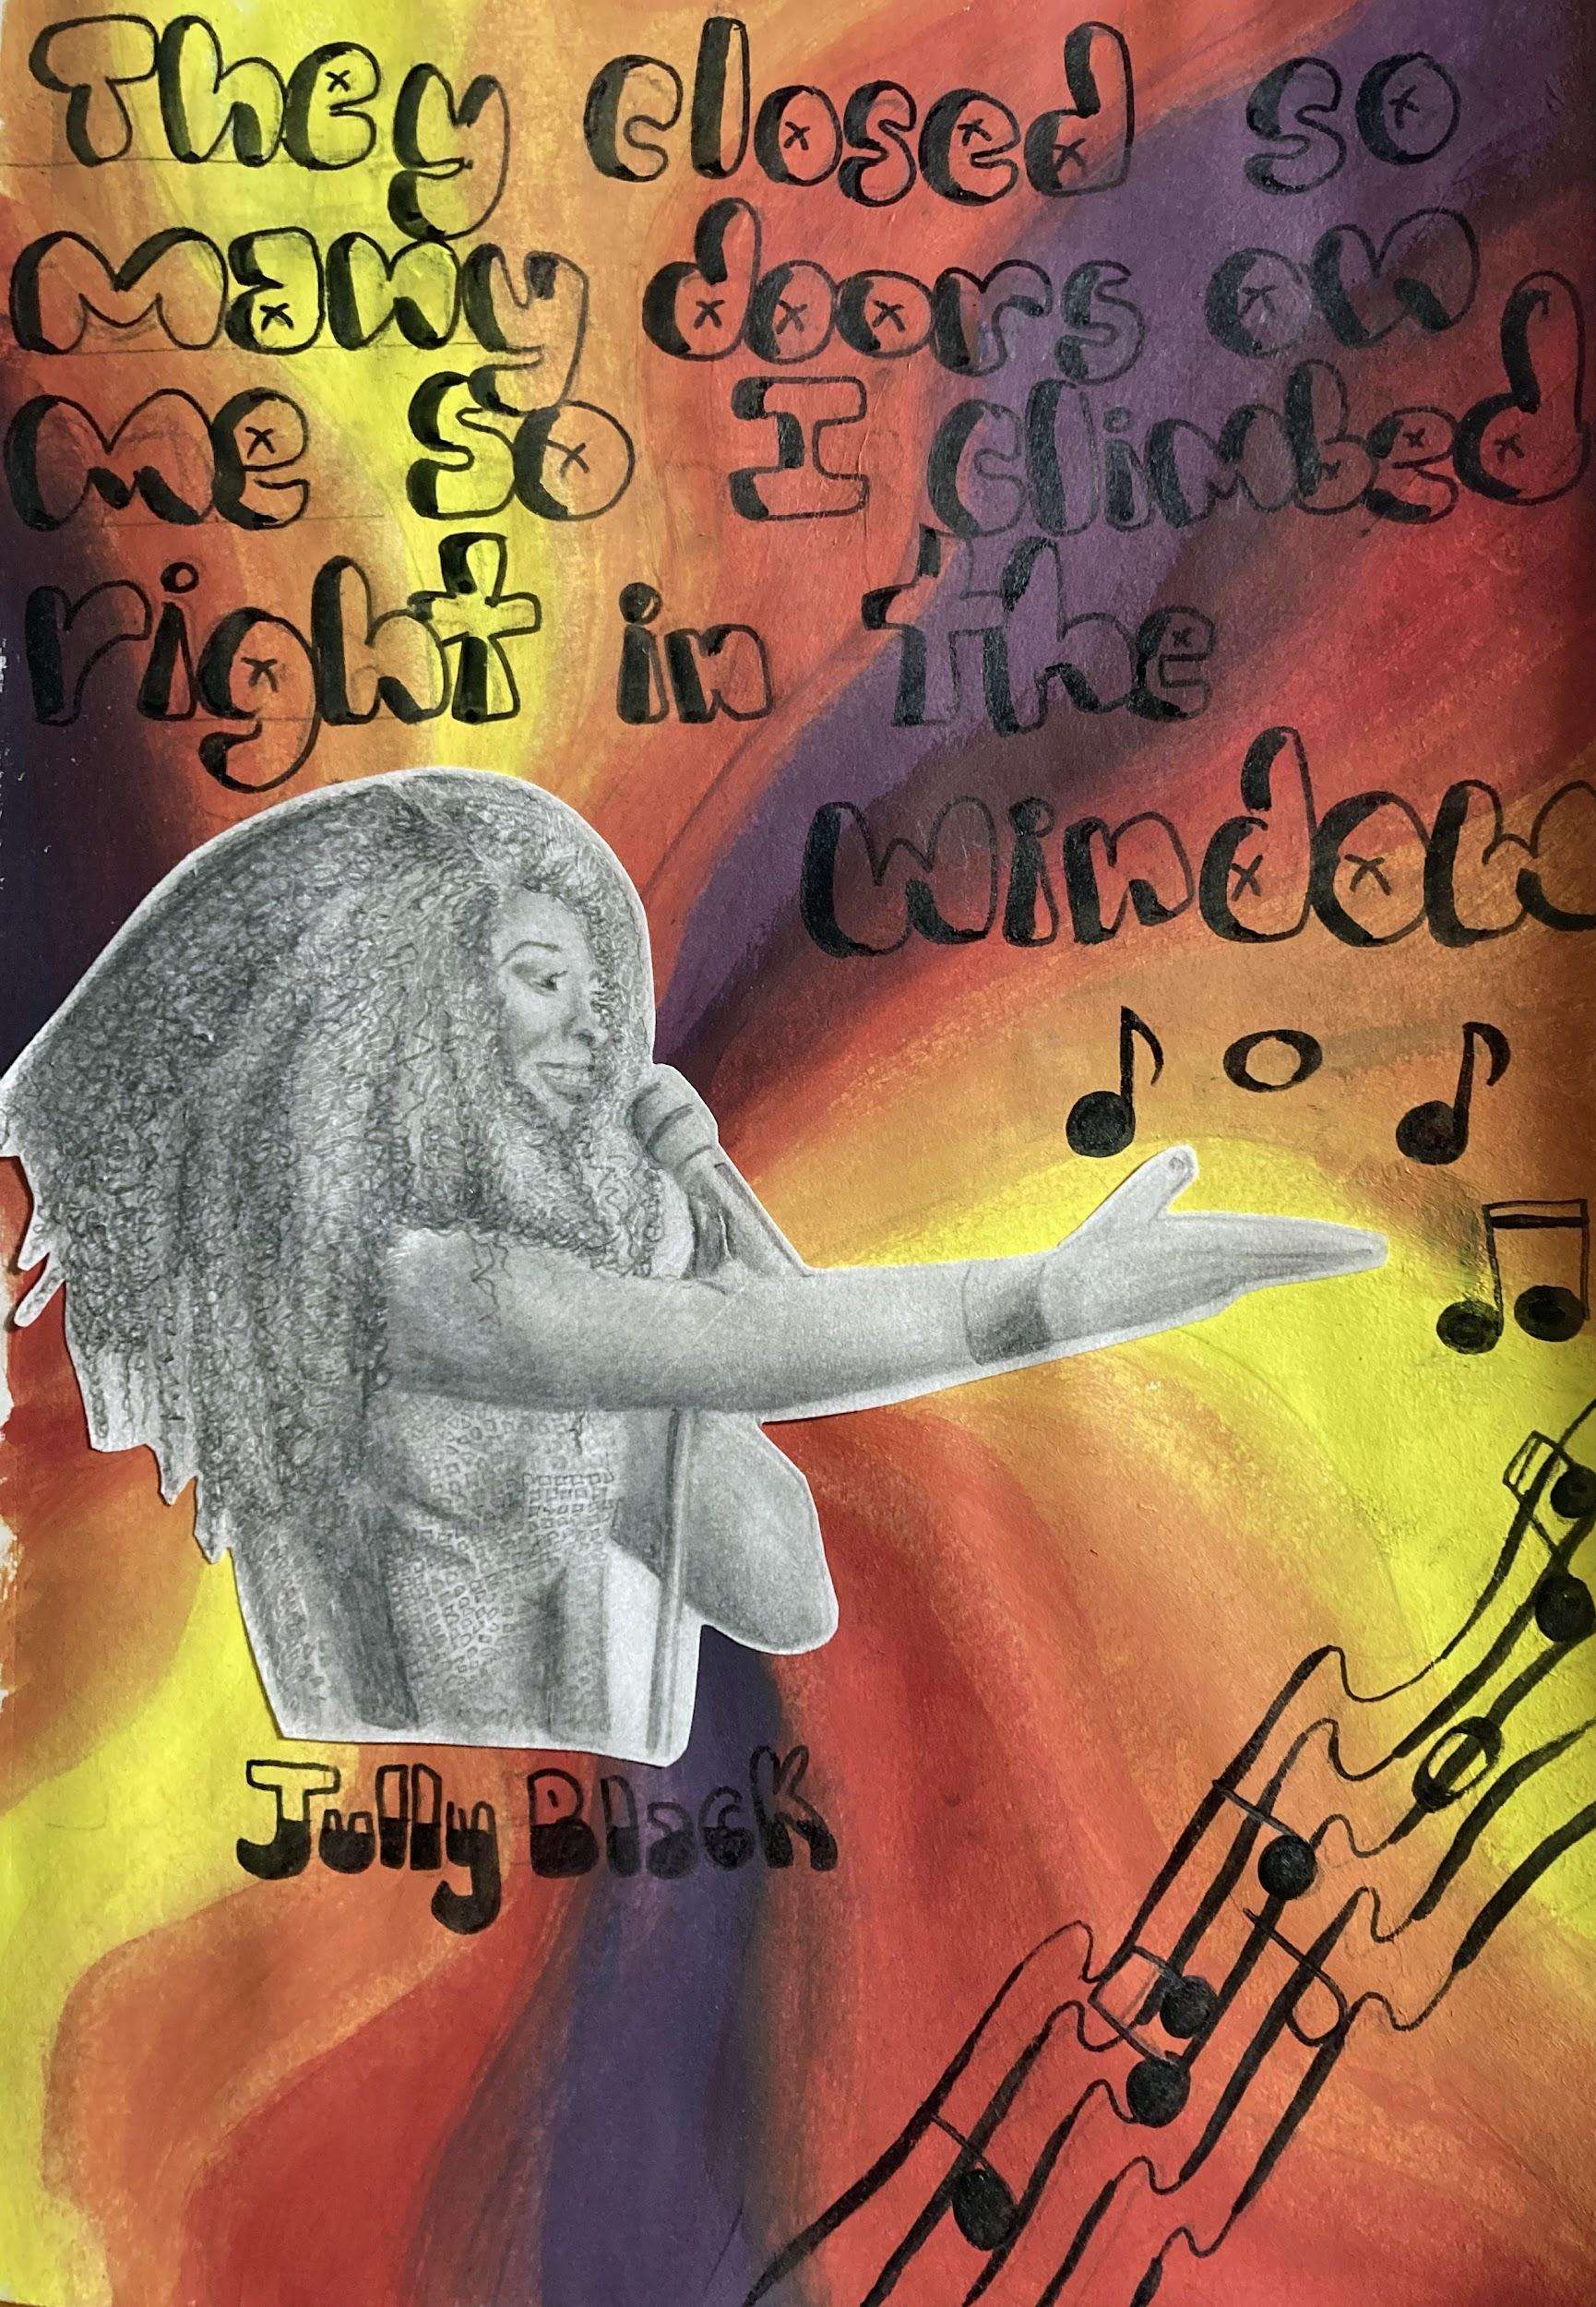 They closed so
many doors on
me so I climbed
right in the
window
Jully Black